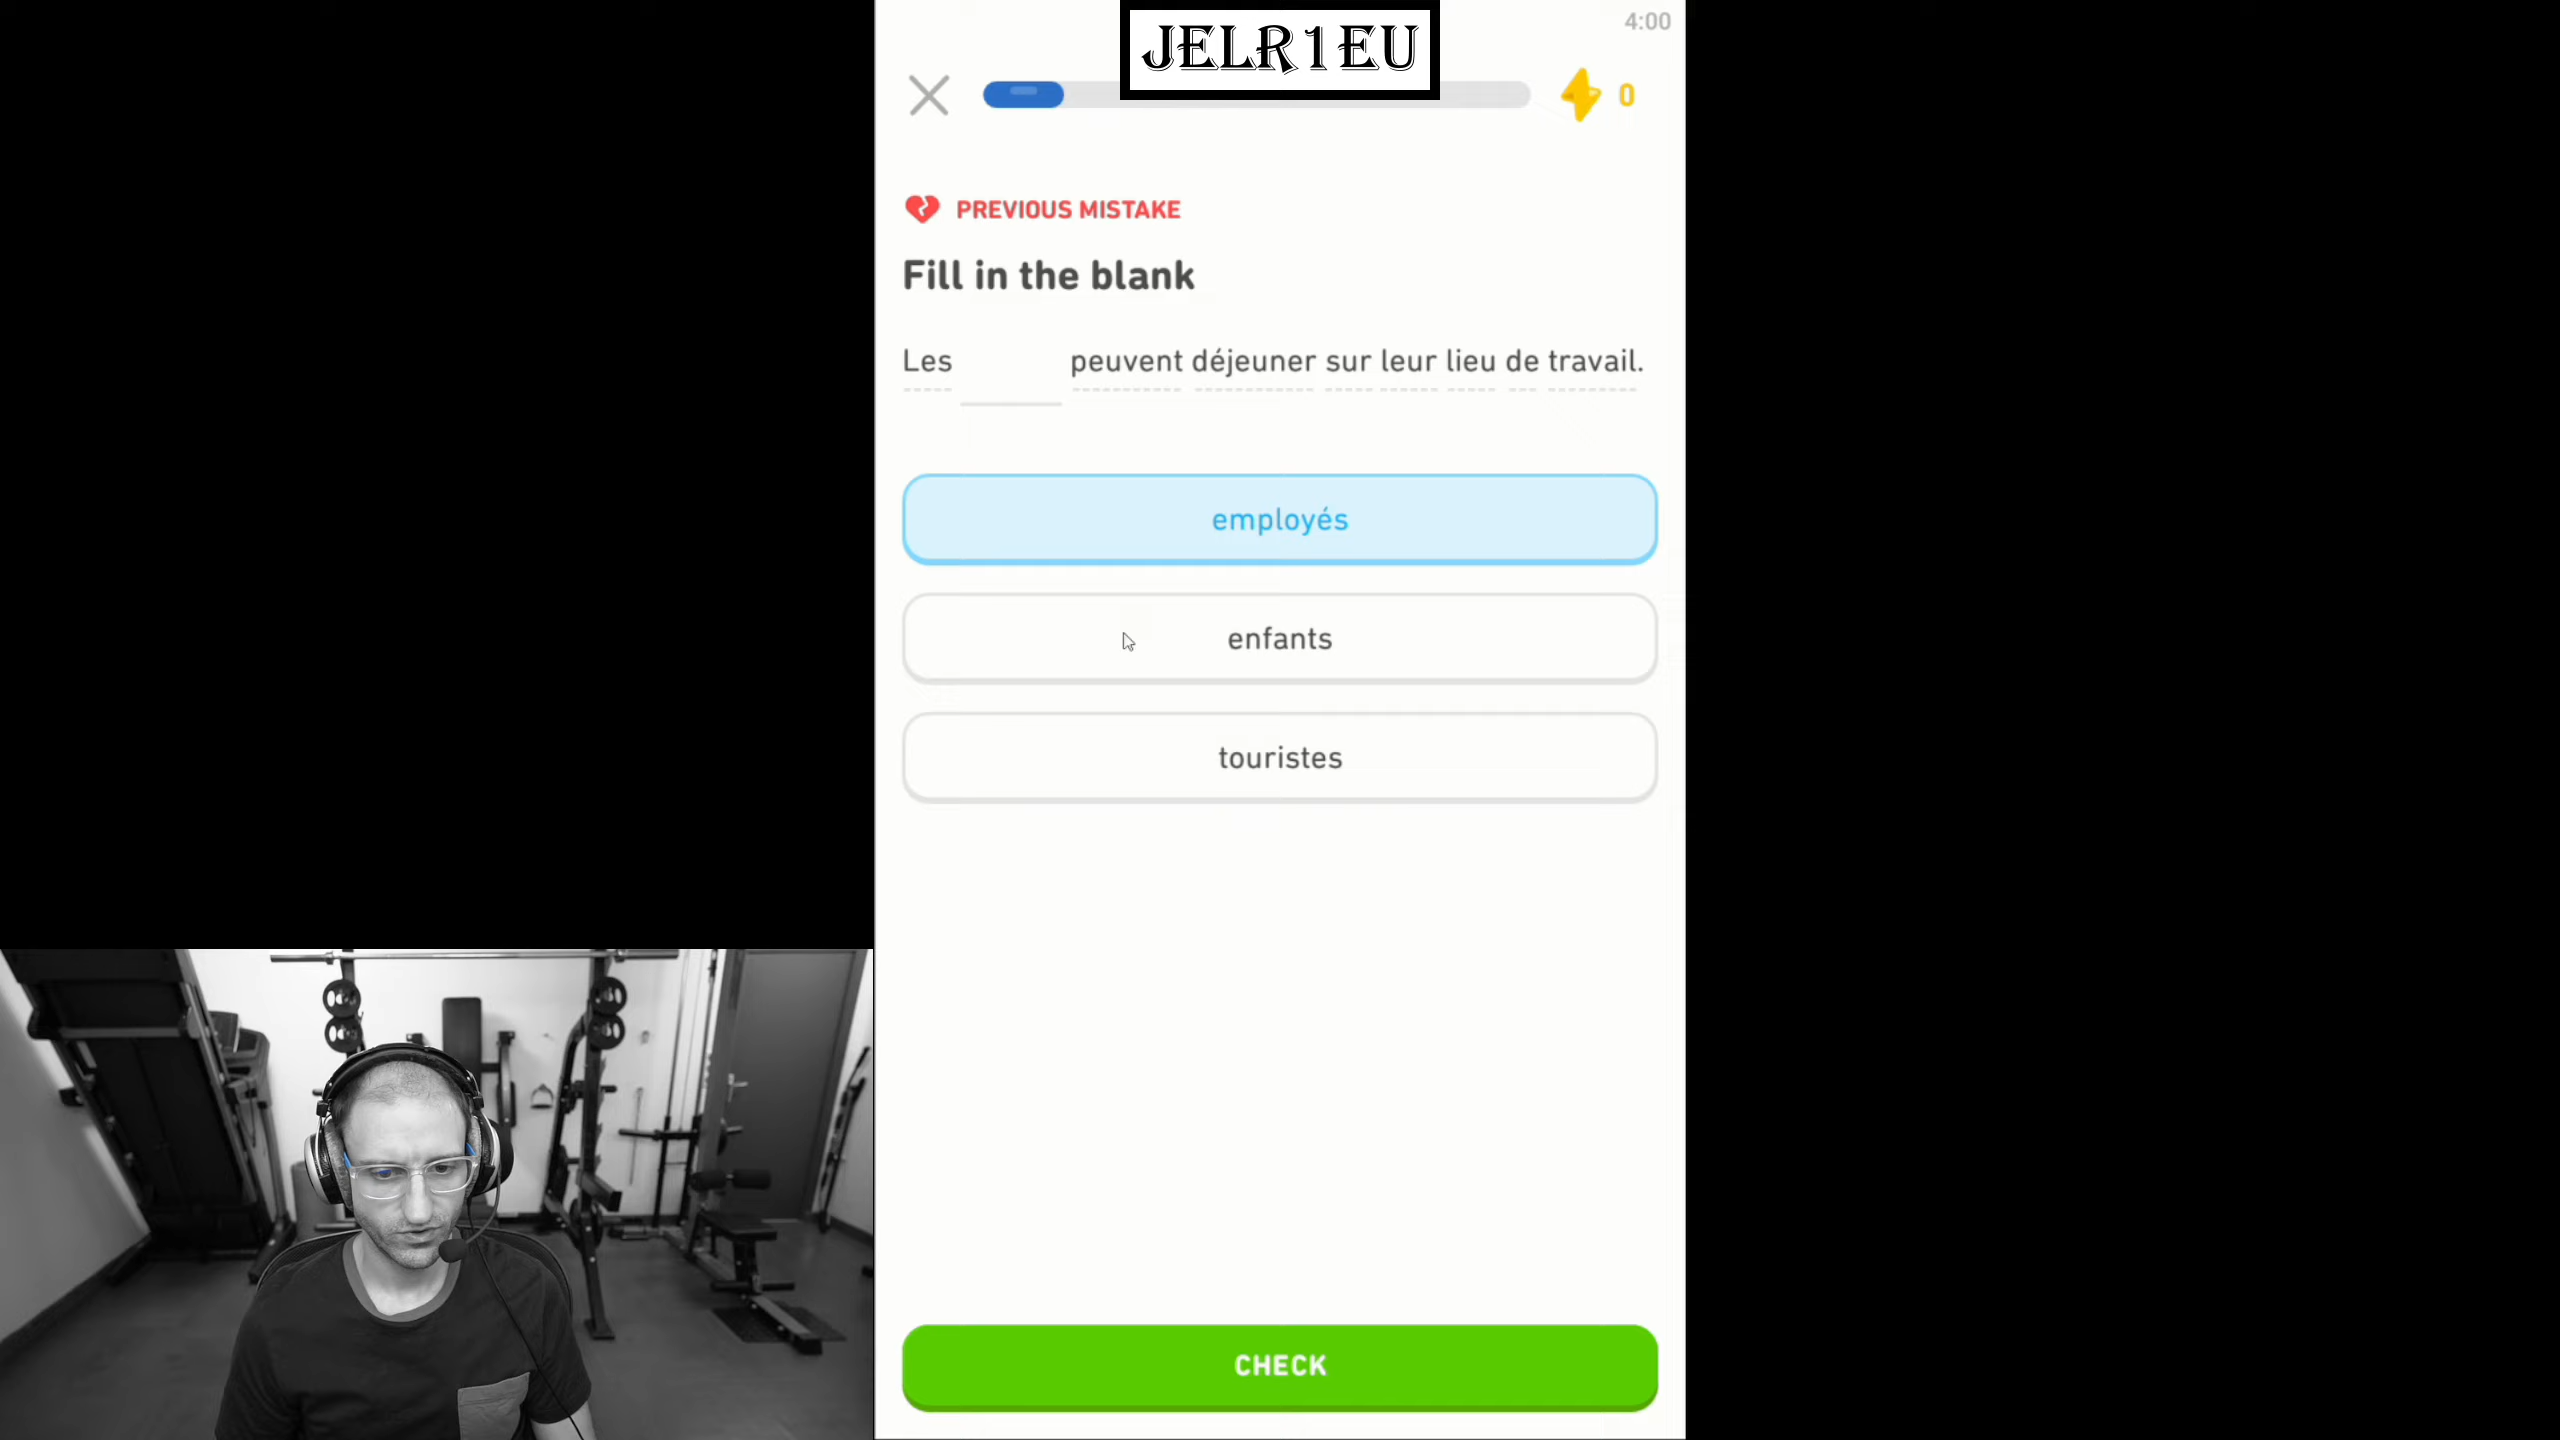 4:00
JELR1EU
0
PREVIOUS MISTAKE
Fill in the blank
Les peuvent déjeuner sur leur lieu de travail.
employés
enfants
touristes
CHECK